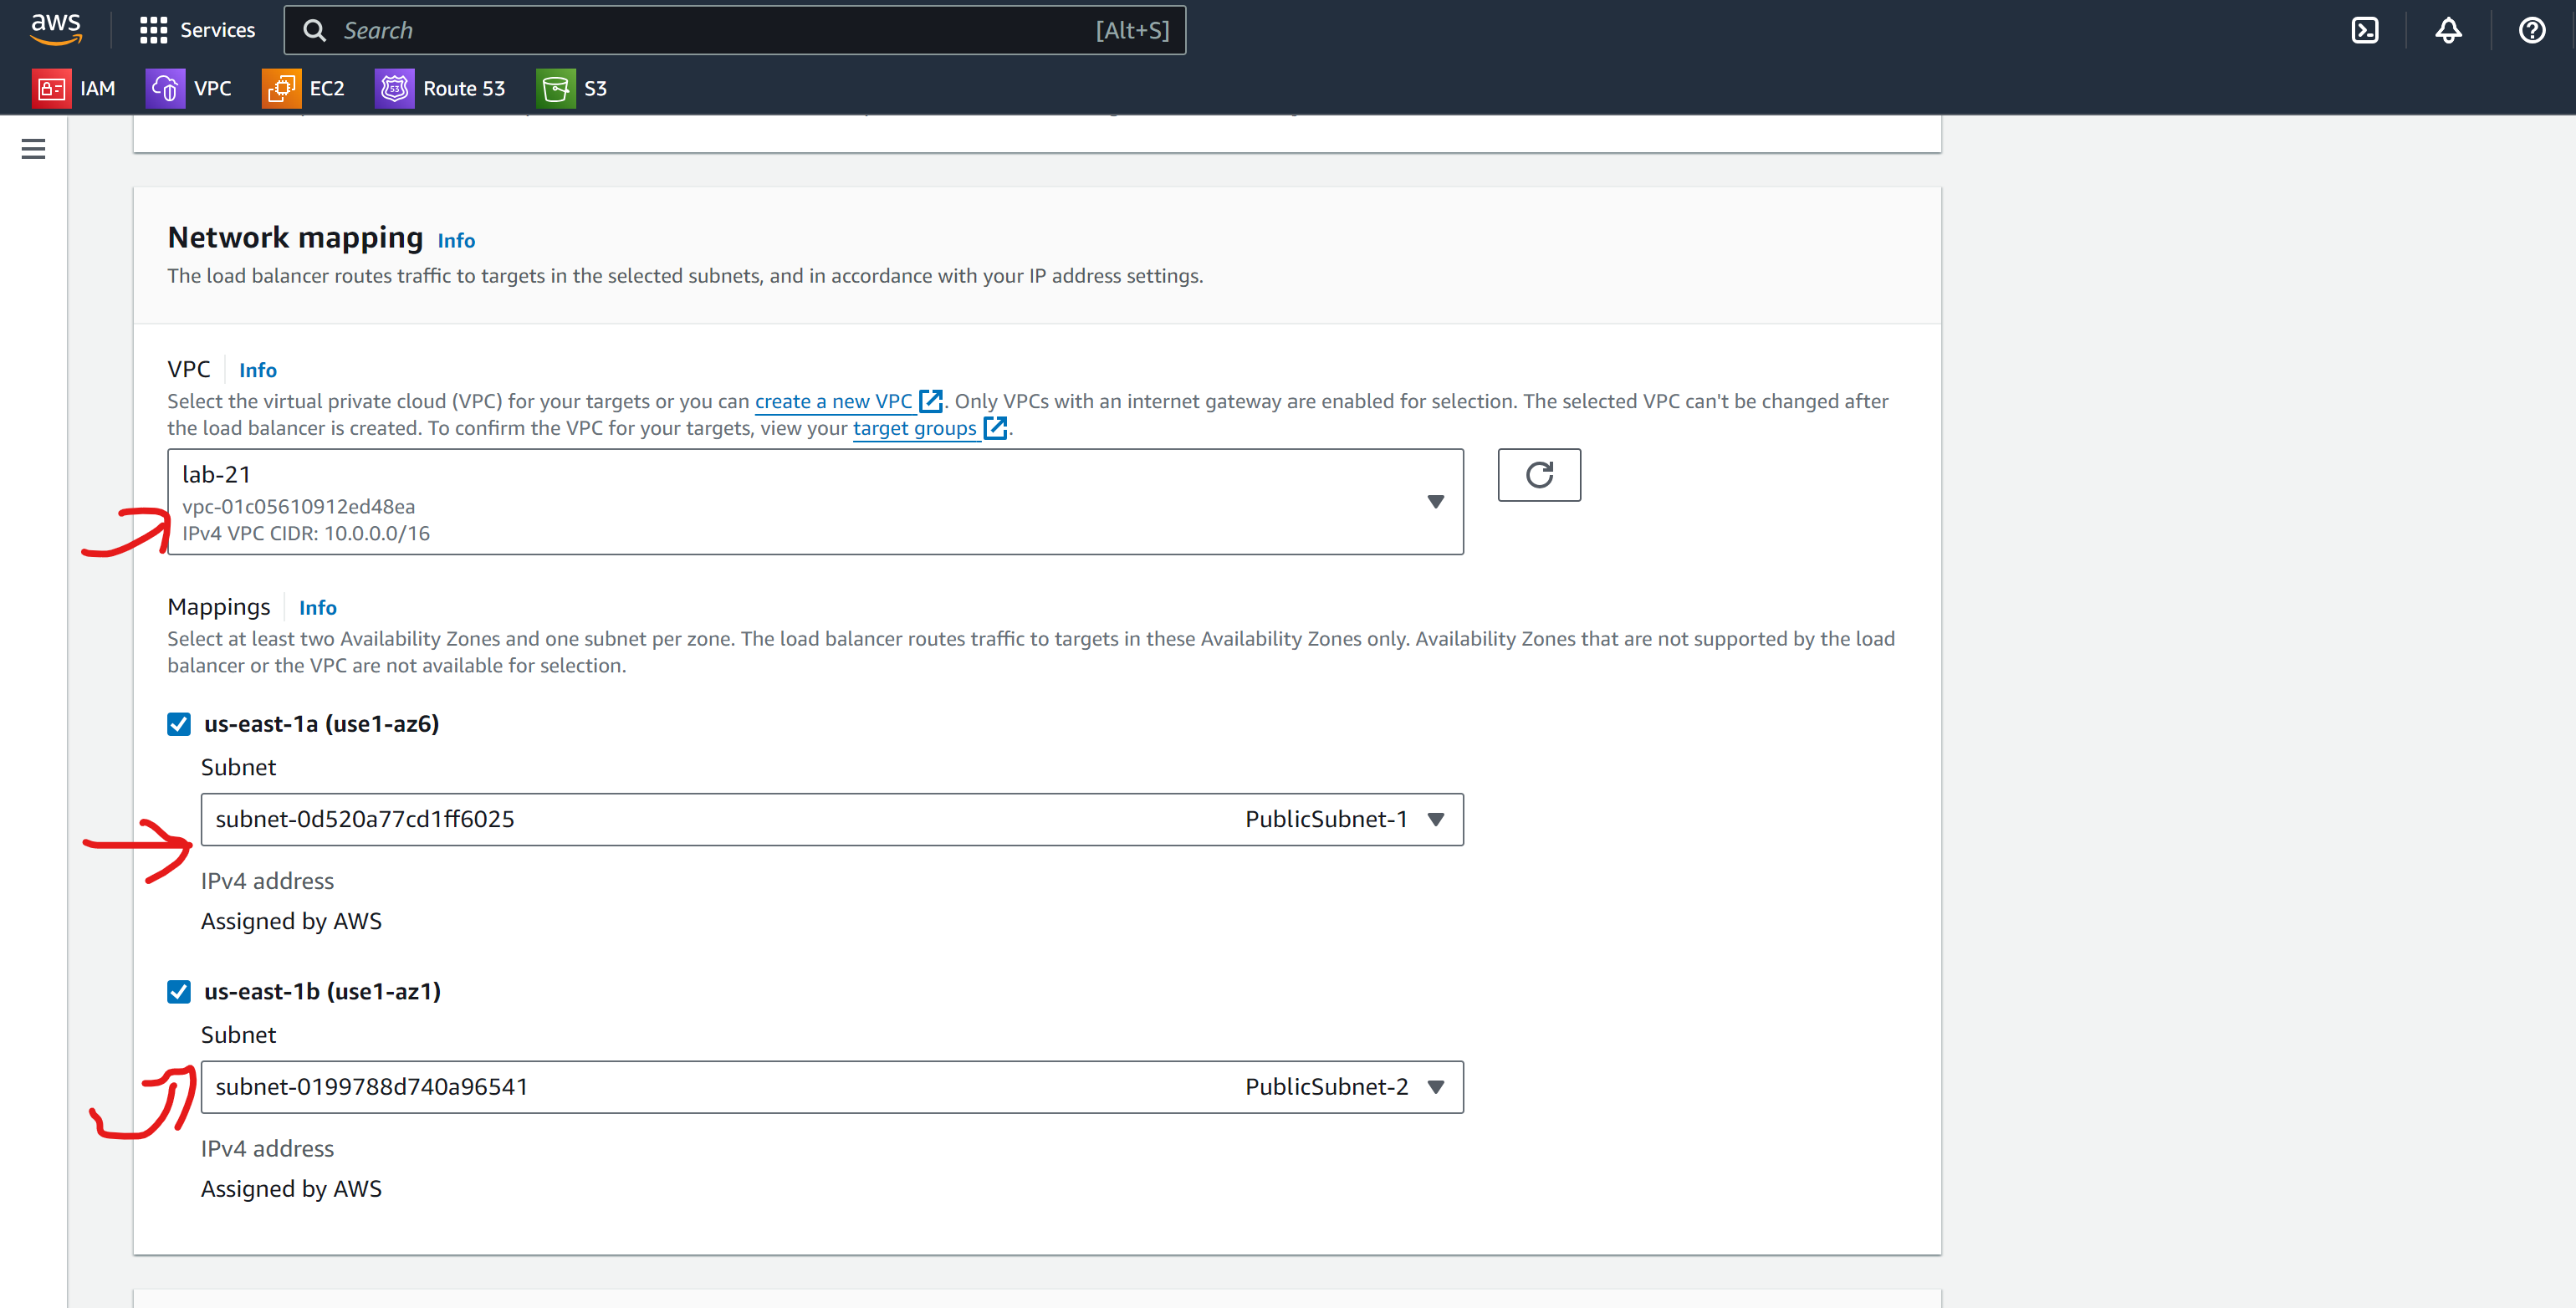 aws
Services
Search
[Alt+S]
IAM
VPC
EC2
Route 53
S3
Network mapping Info
The load balancer routes traffic to targets in the selected subnets, and in accordance with your IP address settings.
VPC Info
Select the virtual private cloud (VPC) for your targets or you can create a new VPC. Only VPCs with an internet gateway are enabled for selection. The selected VPC can't be changed after
the load balancer is created. To confirm the VPC for your targets, view your target groups.
lab-21
vpc-01c05610912ed48ea
IPv4 VPC CIDR: 10.0.0.0/16
Mappings Info
Select at least two Availability Zones and one subnet per zone. The load balancer routes traffic to targets in these Availability Zones only. Availability Zones that are not supported by the load
balancer or the VPC are not available for selection.
us-east-1a (use1-az6)
Subnet
subnet-0d520a77cd1ff6025 PublicSubnet-1
IPv4 address
Assigned by AWS
us-east-1b (use1-az1)
Subnet
subnet-0199788d740a96541 PublicSubnet-2
IPv4 address
Assigned by AWS